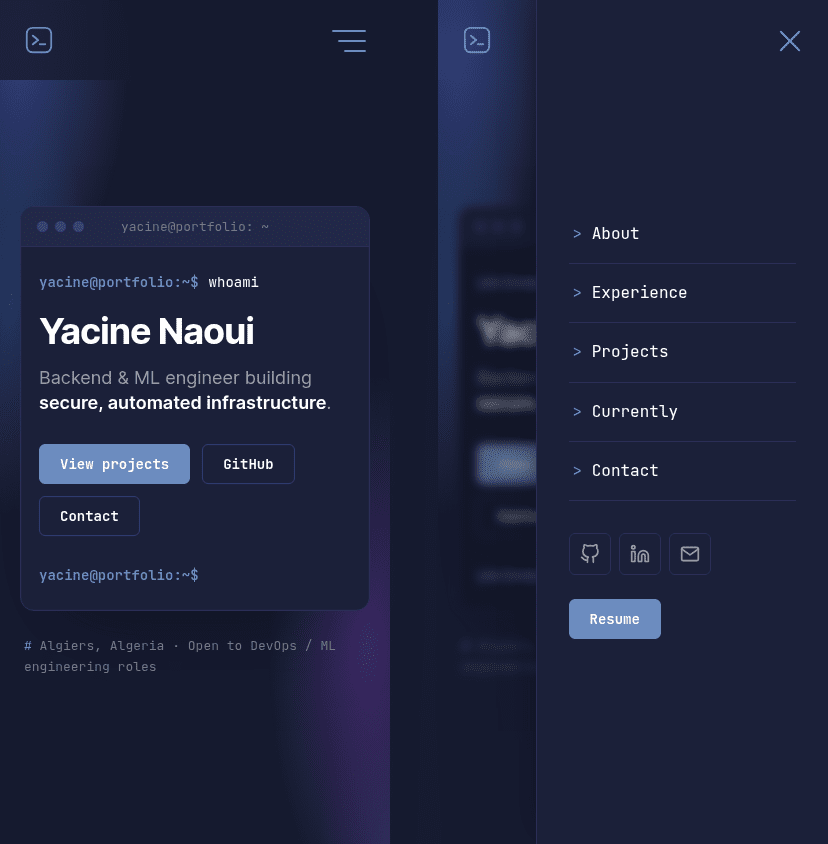 yacine@portfolio: ~
yacine@portfolio:~$ whoami
Yacine Naoui
Backend & ML engineer building
secure, automated infrastructure.
View projects
GitHub
Contact
yacine@portfolio:~$
# Algiers, Algeria · Open to DevOps / ML
engineering roles
> About
> Experience
> Projects
> Currently
> Contact
Resume